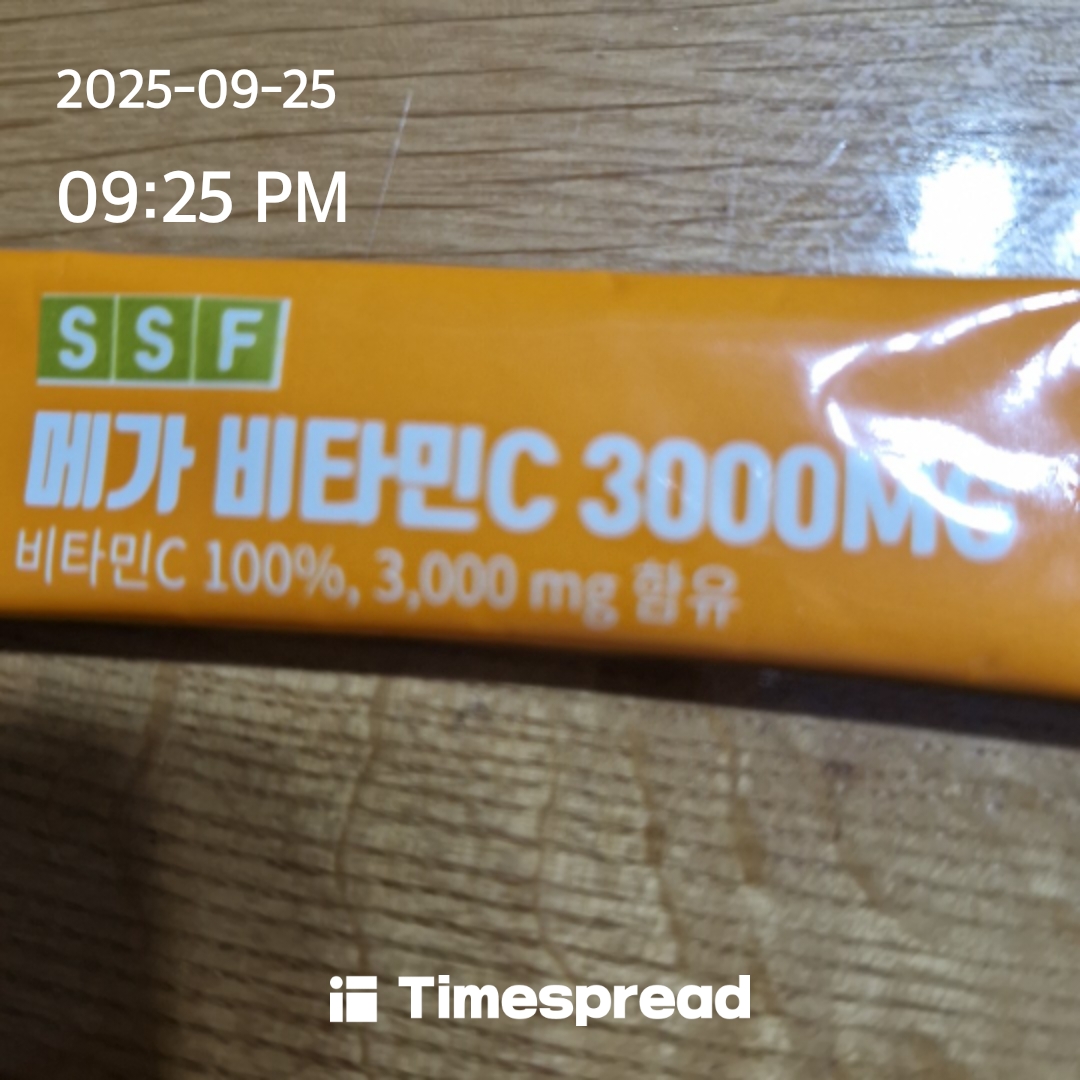 2025-09-25
09:25 PM
SSF
메가 비타민C 3000MG
비타민C 100%, 3,000 mg 함유
Timespread